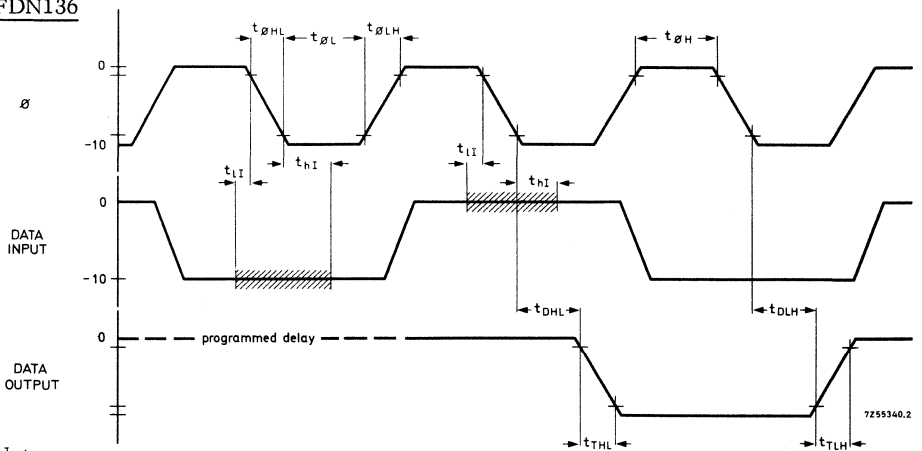 FDN136
tØHL
tØL
tØLH
tØH
0
Ø
-10
tlI
thI
tlI
thI
0
DATA
INPUT
-10
tDHL
tDLH
0
programmed delay
DATA
OUTPUT
7Z55340.2
tTHL
tTLH